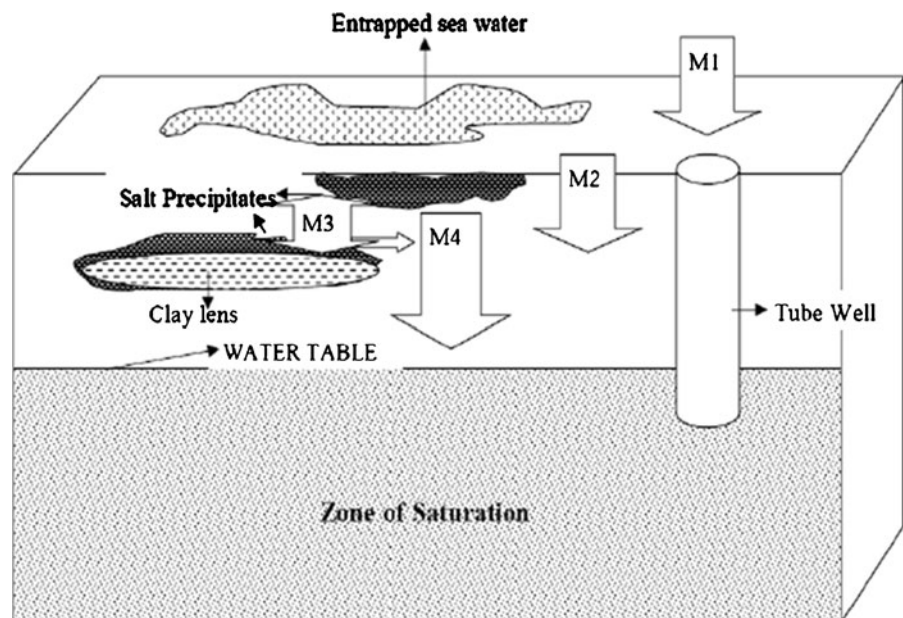 Entrapped sea water
M1
M2
Salt Precipitates
M3
M4
Clay lens
Tube Well
WATER TABLE
Zone of Saturation